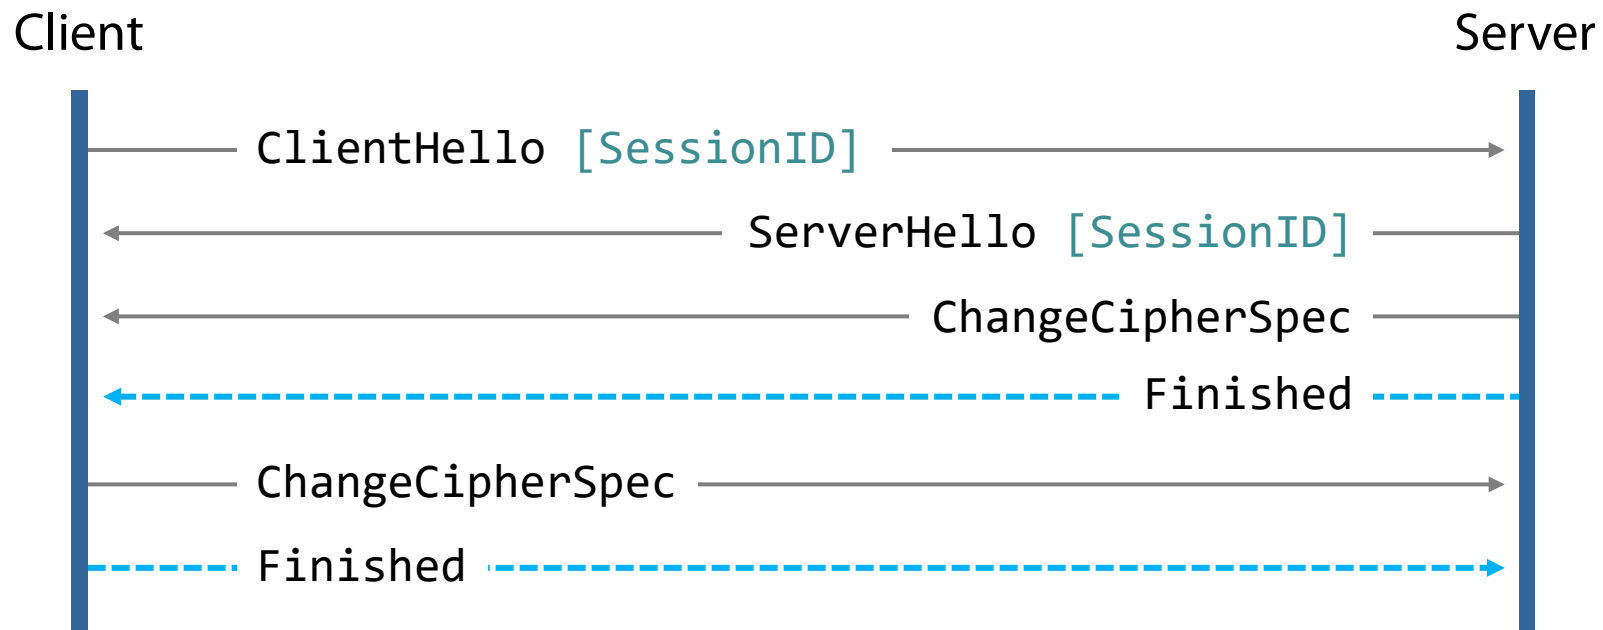 Client
Server
ClientHello [SessionID]
ServerHello [SessionID]
ChangeCipherSpec
Finished
ChangeCipherSpec
Finished